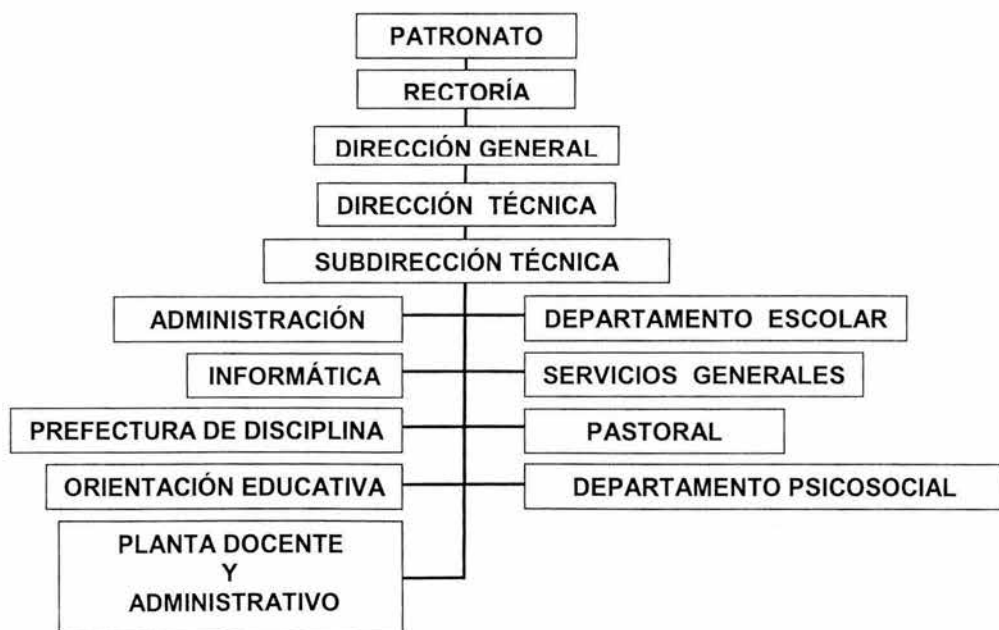 PATRONATO
RECTORÍA
DIRECCIÓN GENERAL
DIRECCIÓN TÉCNICA
SUBDIRECCIÓN TÉCNICA
ADMINISTRACIÓN
DEPARTAMENTO ESCOLAR
INFORMÁTICA
SERVICIOS GENERALES
PREFECTURA DE DISCIPLINA
PASTORAL
ORIENTACIÓN EDUCATIVA
DEPARTAMENTO PSICOSOCIAL
PLANTA DOCENTE
Y
ADMINISTRATIVO